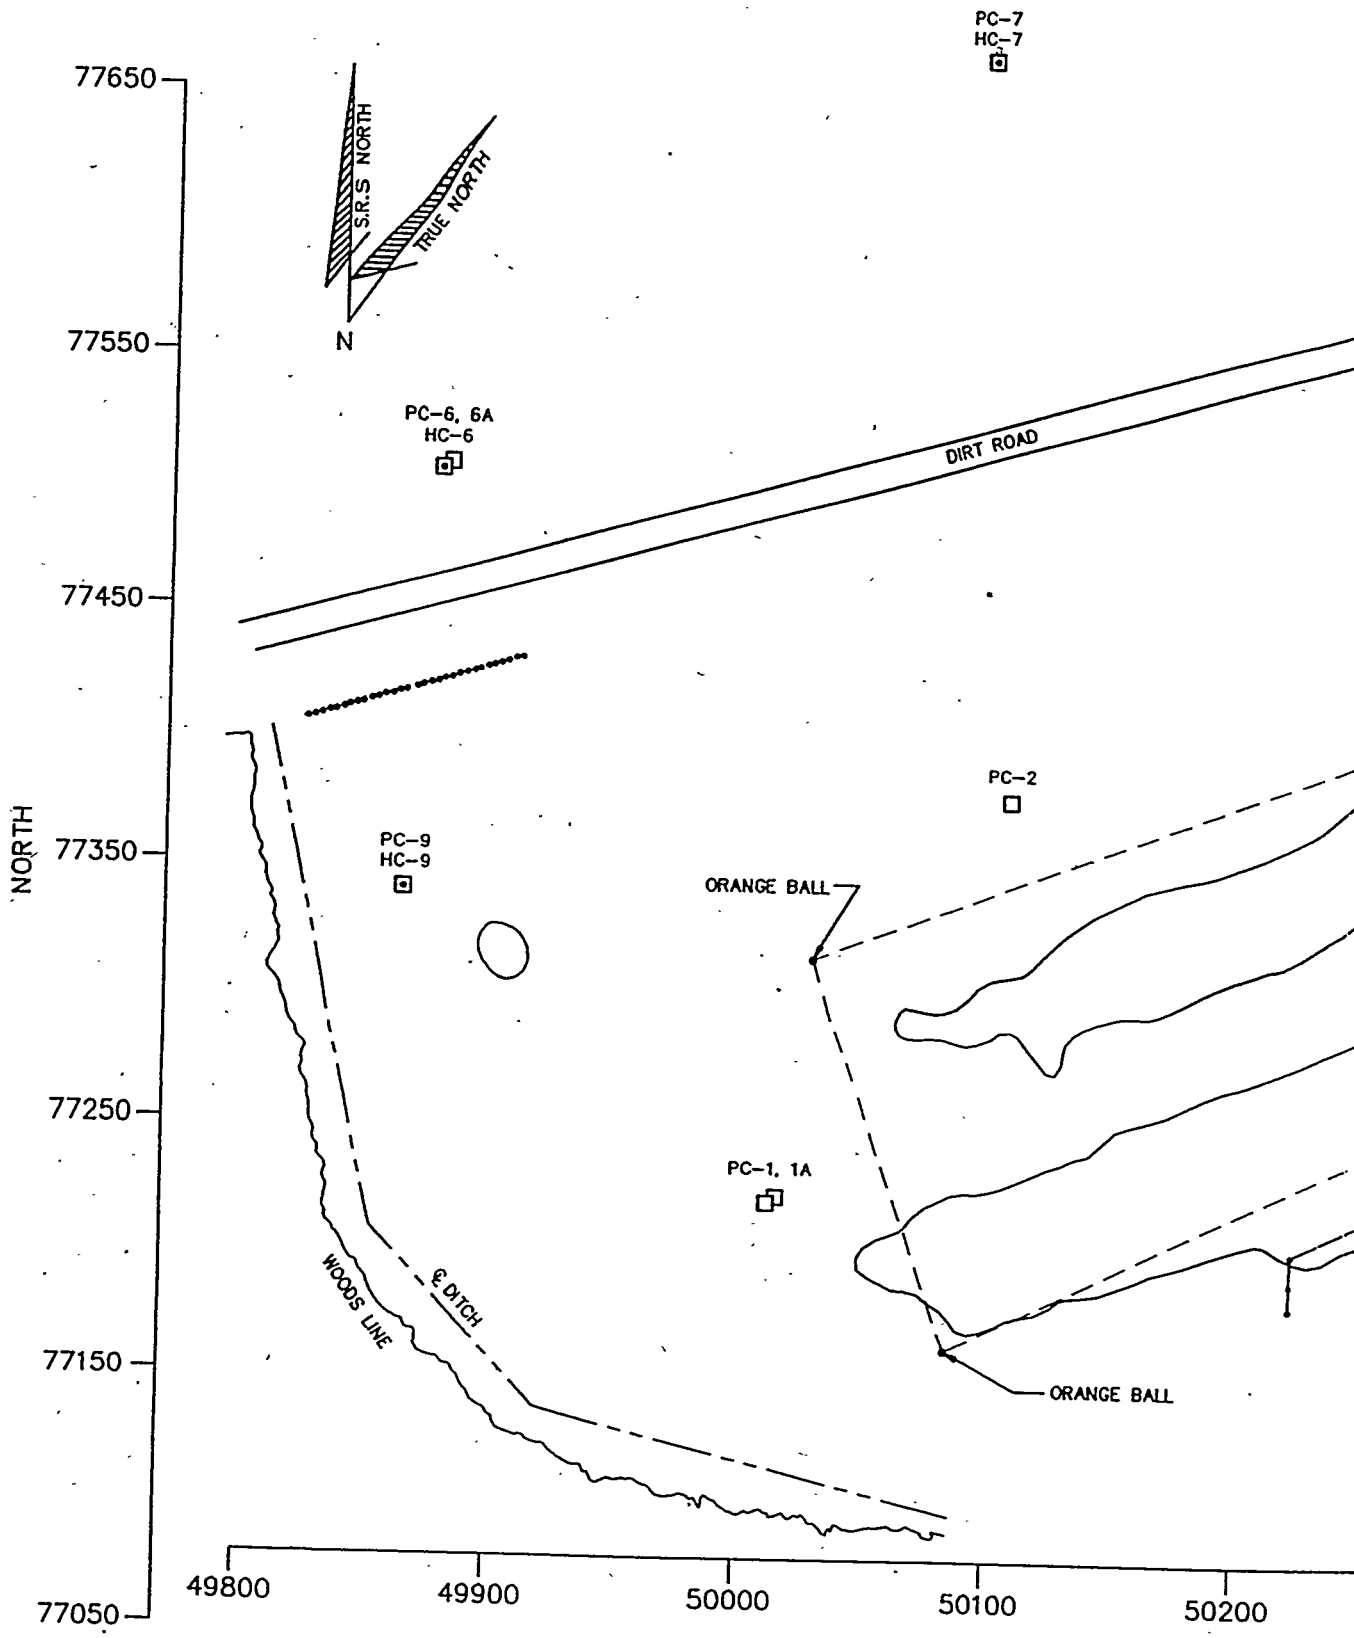 PC-7
HC-7
77650
S.R.S NORTH
TRUE NORTH
N
77550
PC-6, 6A
HC-6
DIRT ROAD
77450
PC-2
NORTH
77350
PC-9
HC-9
ORANGE BALL
77250
PC-1, 1A
WOODS LINE
℄ DITCH
77150
ORANGE BALL
49800
49900
50000
50100
50200
77050